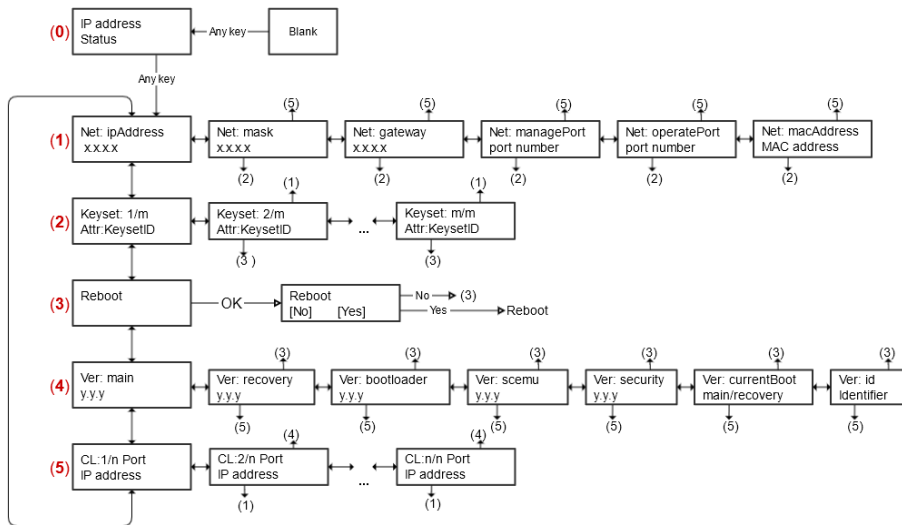 (0)
IP address
Status
Any key
Blank
Any key
(5)
(5)
(5)
(5)
(5)
(1)
Net: ipAddress
x.x.x.x
Net: mask
x.x.x.x
Net: gateway
x.x.x.x
Net: managePort
port number
Net: operatePort
port number
Net: macAddress
MAC address
(2)
(2)
(2)
(2)
(2)
(1)
(1)
(2)
Keyset: 1/m
Attr:KeysetID
Keyset: 2/m
Attr:KeysetID
...
Keyset: m/m
Attr:KeysetID
(3 )
(3)
(3)
Reboot
OK
Reboot
[No] [Yes]
No
(3)
Yes
Reboot
(3)
(3)
(3)
(3)
(3)
(3)
(4)
Ver: main
y.y.y
Ver: recovery
y.y.y
Ver: bootloader
y.y.y
Ver: scemu
y.y.y
Ver: security
y.y.y
Ver: currentBoot
main/recovery
Ver: id
Identifier
(5)
(5)
(5)
(5)
(5)
(5)
(4)
(4)
(5)
CL:1/n Port
IP address
CL:2/n Port
IP address
...
CL:n/n Port
IP address
(1)
(1)